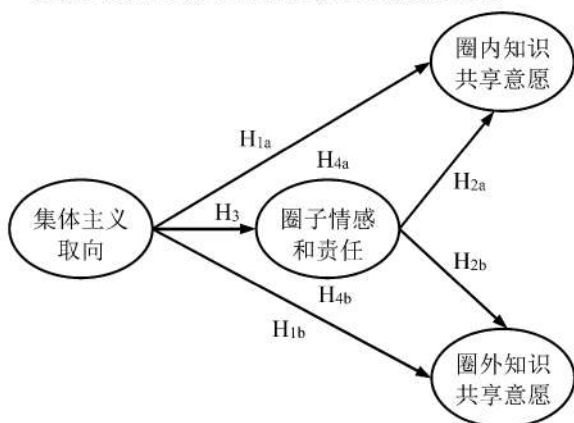 圈内知识
共享意愿
H1a
H4a
H2a
集体主义
取向
H3
圈子情感
和责任
H2b
H4b
H1b
圈外知识
共享意愿